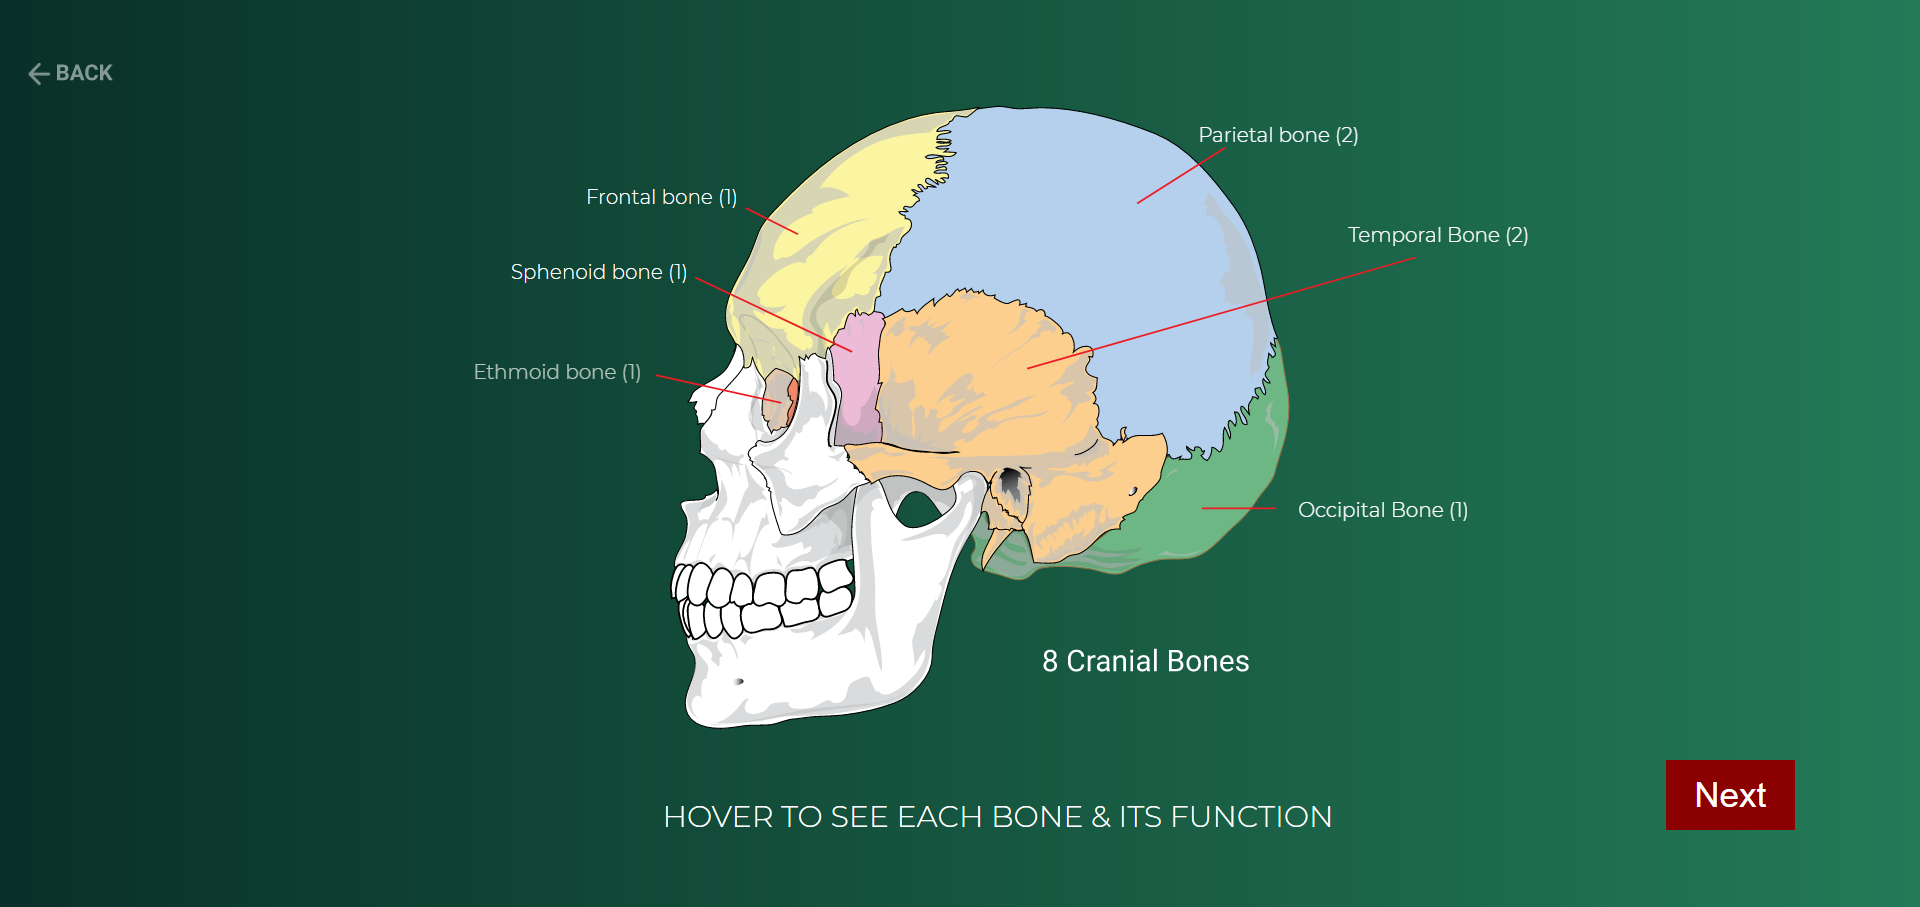 BACK
Parietal bone (2)
Frontal bone (1)
Temporal Bone (2)
Sphenoid bone (1)
Ethmoid bone (1)
Occipital Bone (1)
8 Cranial Bones
Next
HOVER TO SEE EACH BONE & ITS FUNCTION